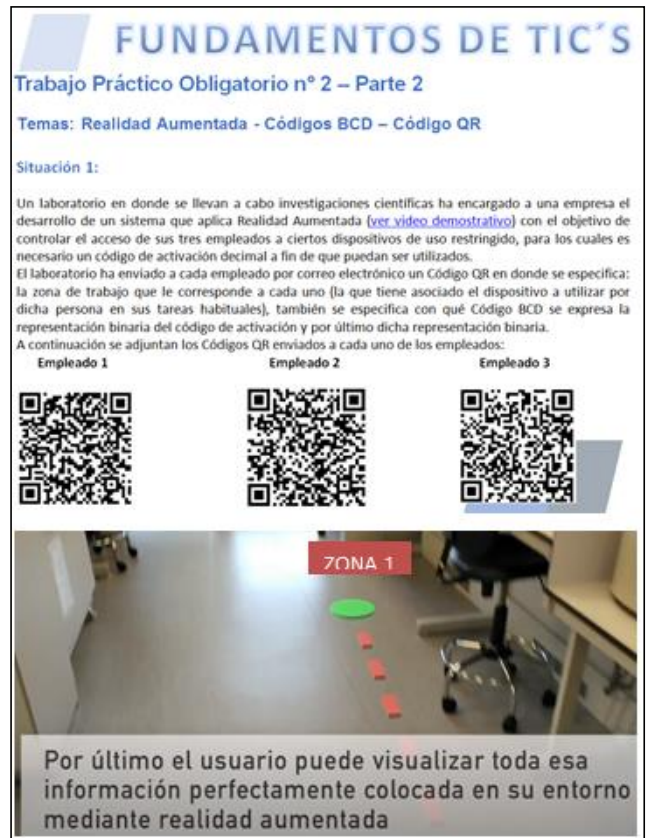 FUNDAMENTOS DE TIC´S
Trabajo Práctico Obligatorio n° 2 – Parte 2
Temas: Realidad Aumentada - Códigos BCD – Código QR
Situación 1:
Un laboratorio en donde se llevan a cabo investigaciones científicas ha encargado a una empresa el
desarrollo de un sistema que aplica Realidad Aumentada (ver video demostrativo) con el objetivo de
controlar el acceso de sus tres empleados a ciertos dispositivos de uso restringido, para los cuales es
necesario un código de activación decimal a fin de que puedan ser utilizados.
El laboratorio ha enviado a cada empleado por correo electrónico un Código QR en donde se especifica:
la zona de trabajo que le corresponde a cada uno (la que tiene asociado el dispositivo a utilizar por
dicha persona en sus tareas habituales), también se especifica con qué Código BCD se expresa la
representación binaria del código de activación y por último dicha representación binaria.
A continuación se adjuntan los Códigos QR enviados a cada uno de los empleados:
Empleado 1 Empleado 2 Empleado 3
ZONA 1
Por último el usuario puede visualizar toda esa
información perfectamente colocada en su entorno
mediante realidad aumentada